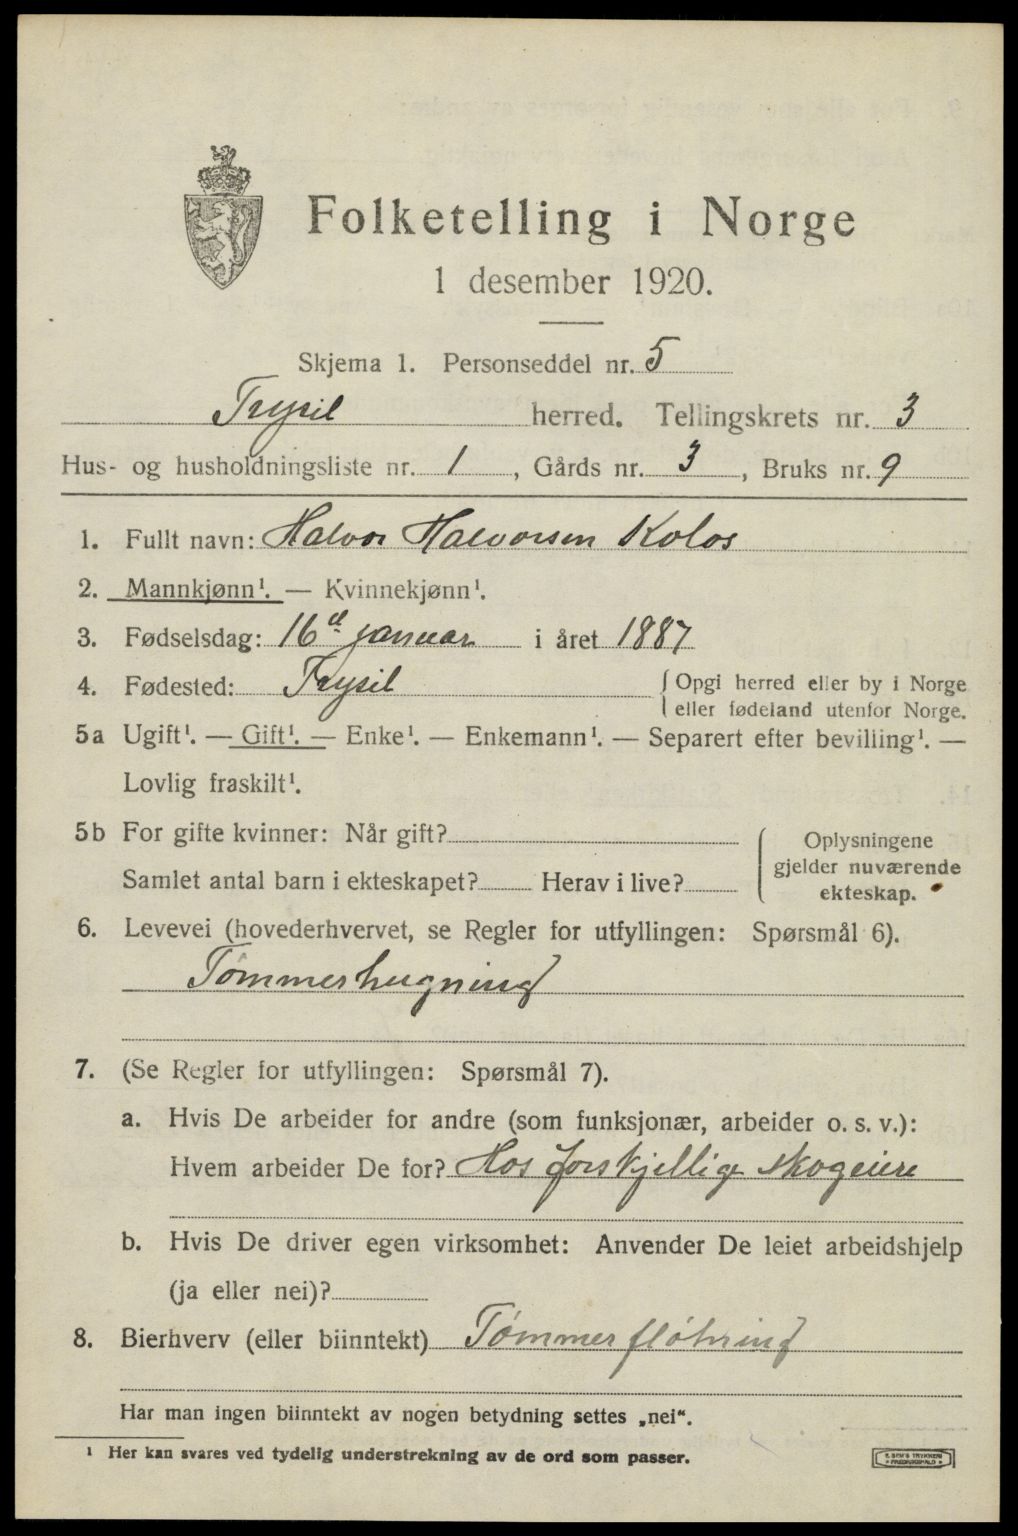 Folketelling i Norge
1 desember 1920.
Skjema 1. Personseddel nr. 5
Trysil herred. Tellingskrets nr. 3
Hus- og husholdningsliste nr. 1, Gårds nr. 3, Bruks nr. 9
1. Fullt navn: Halvor Halvorsen Kolos
2. Mannkjønn¹. — Kvinnekjønn¹.
3. Fødselsdag: 16d januar i året 1887
4. Fødested: Trysil { Opgi herred eller by i Norge
eller fødeland utenfor Norge.
5a Ugift¹. — Gift¹. — Enke¹. — Enkemann¹. — Separert efter bevilling¹. —
Lovlig fraskilt¹.
5b For gifte kvinner: Når gift?
Samlet antal barn i ekteskapet? Herav i live?
Oplysningene
gjelder nuværende
ekteskap.
6. Levevei (hovederhvervet, se Regler for utfyllingen: Spørsmål 6).
Tømmerhugning
7. (Se Regler for utfyllingen: Spørsmål 7).
a. Hvis De arbeider for andre (som funksjonær, arbeider o. s. v.):
Hvem arbeider De for? Hos forskjellige skogeiere
b. Hvis De driver egen virksomhet: Anvender De leiet arbeidshjelp
(ja eller nei)?
8. Bierhverv (eller biinntekt) Tømmerfløtning
Har man ingen biinntekt av nogen betydning settes „nei“.
¹ Her kan svares ved tydelig understrekning av de ord som passer.